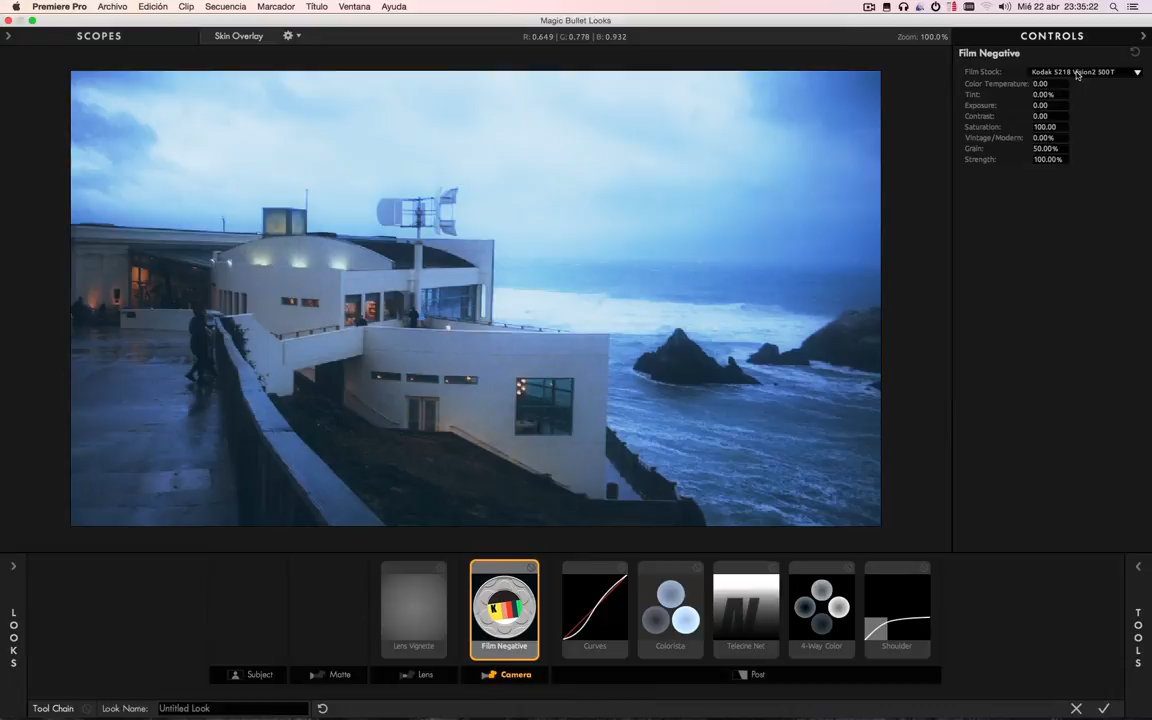 Premiere Pro Archivo Edición Clip Secuencia Marcador Título Ventana Ayuda Mié 22 abr 23:35:22
Magic Bullet Looks
SCOPES Skin Overlay R: 0.649 | G: 0.778 | B: 0.932 Zoom: 100.0% CONTROLS
Film Negative
Film Stock: Kodak 5218 Vision2 500T
Color Temperature: 0.00
Tint: 0.00%
Exposure: 0.00
Contrast: 0.00
Saturation: 100.00
Vintage/Modern: 0.00%
Grain: 50.00%
Strength: 100.00%
LOOKS
K
Lens Vignette Film Negative Curves Colorista Telecine Net 4-Way Color Shoulder
TOOLS
Subject Matte Lens Camera Post
Tool Chain Look Name: Untitled Look